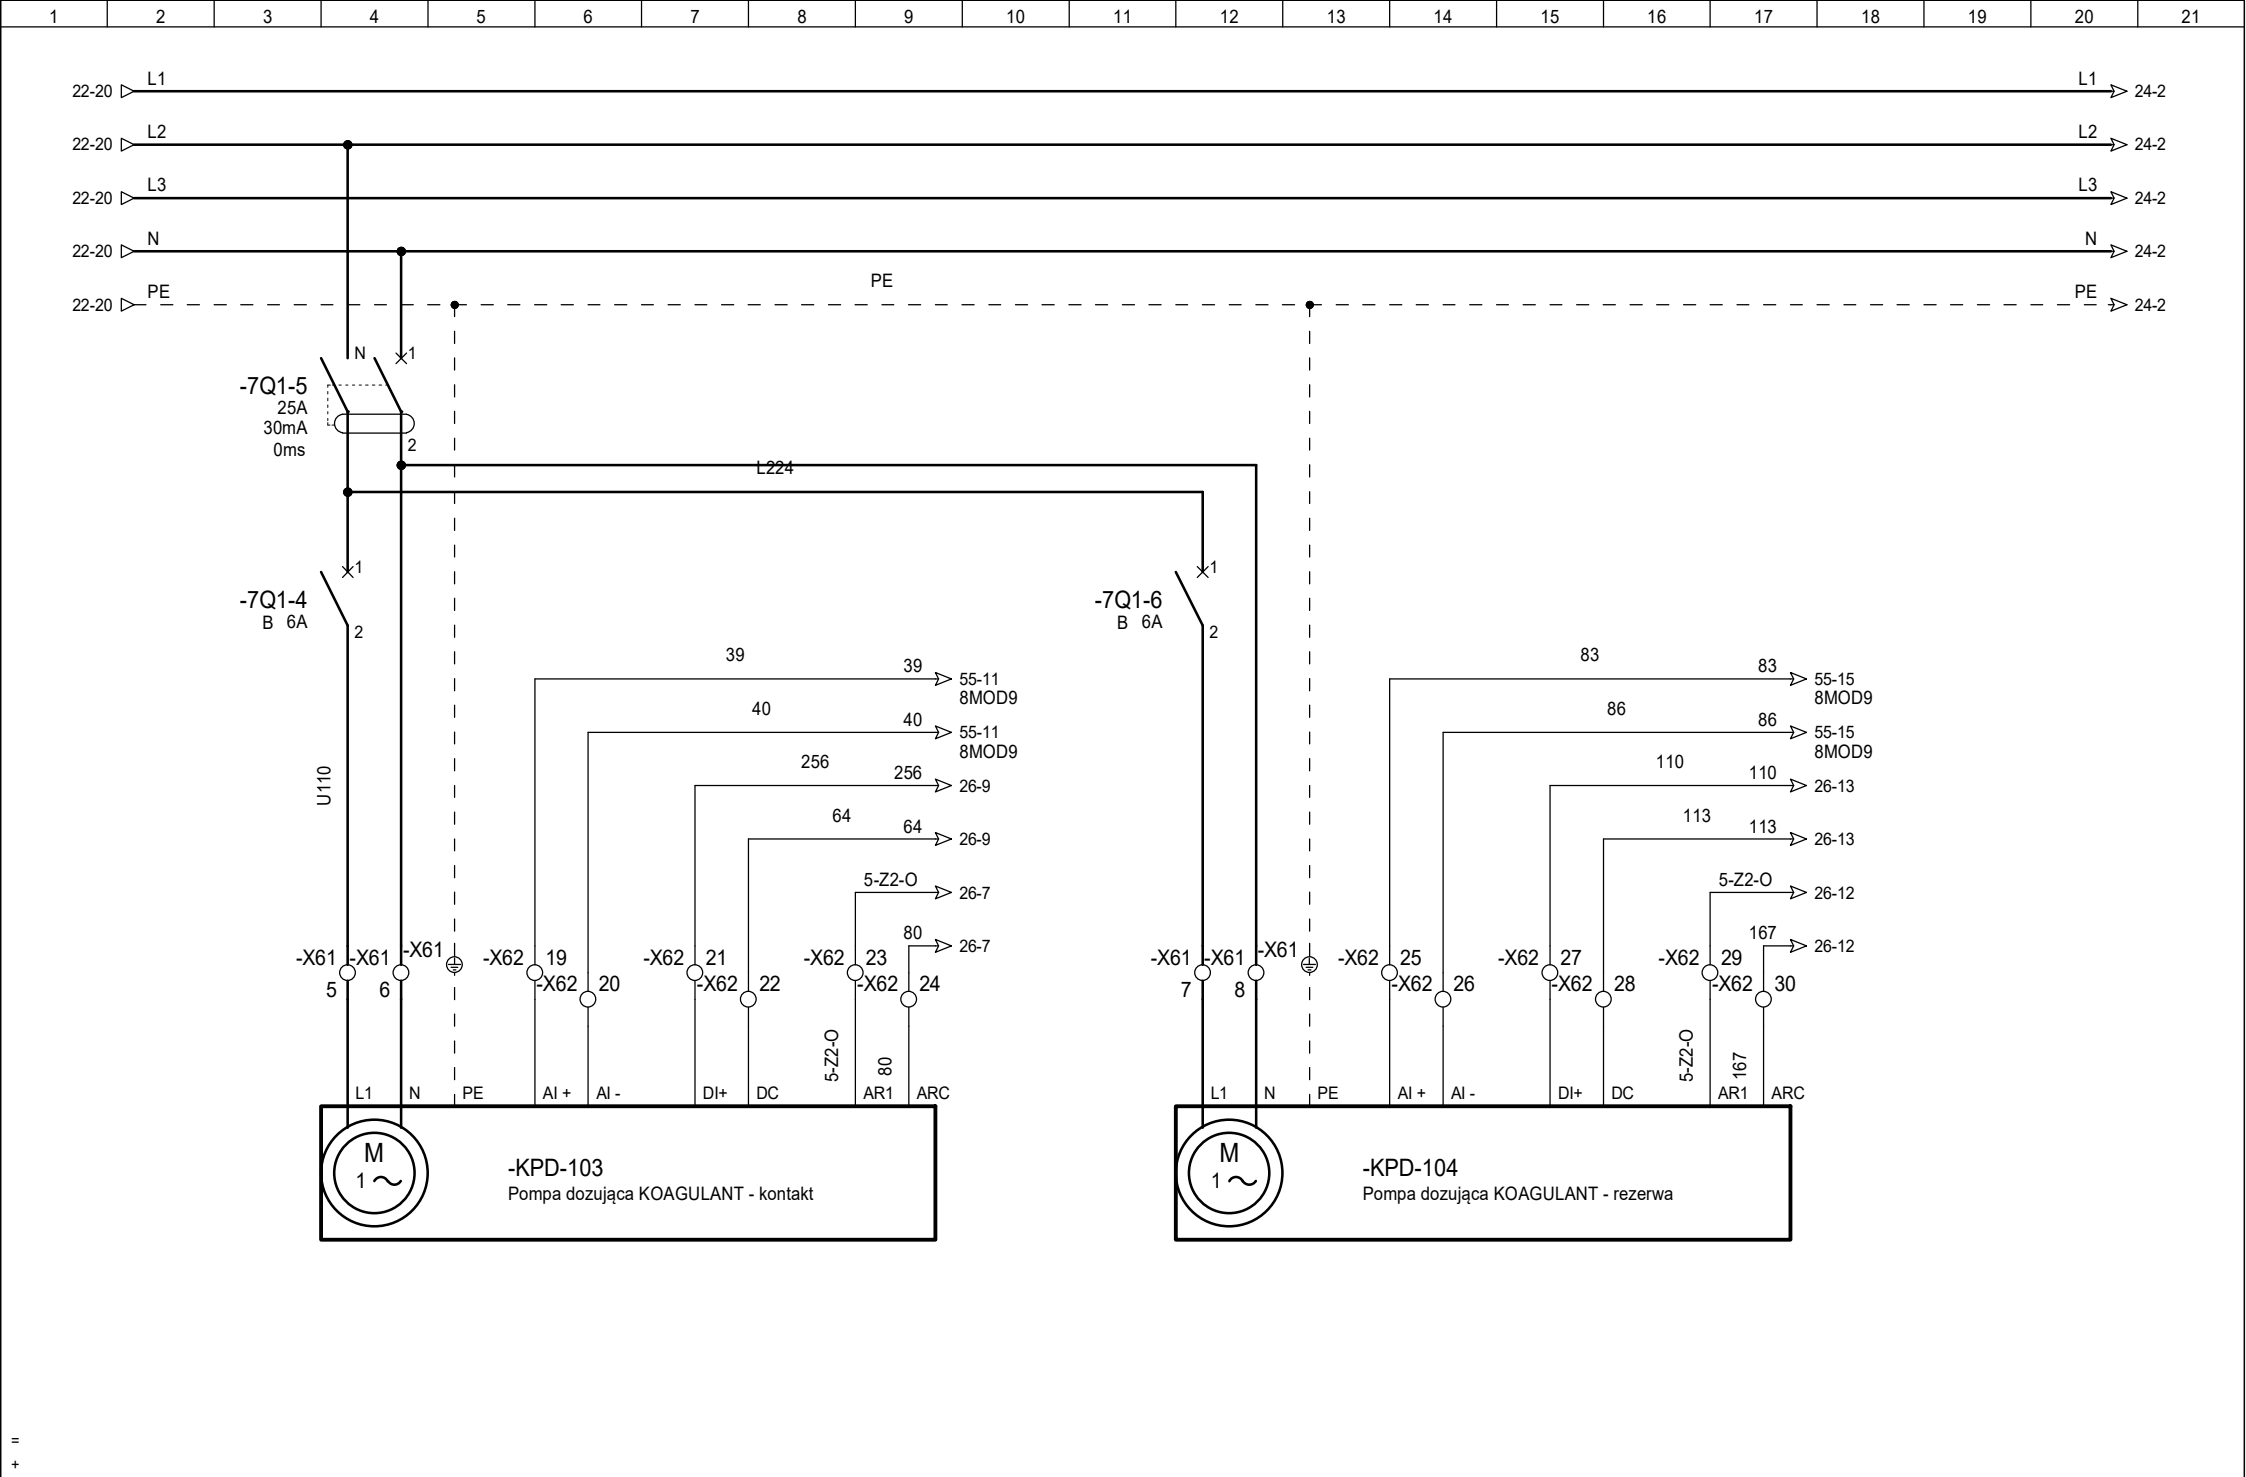 1 2 3 4 5 6 7 8 9 10 11 12 13 14 15 16 17 18 19 20 21
22-20 L1 L1 24-2
22-20 L2 L2 24-2
22-20 L3 L3 24-2
22-20 N N 24-2
22-20 PE PE PE 24-2
N 1
-7Q1-5
25A
30mA
0ms
2
L224
1
-7Q1-4
B 6A
2
1
-7Q1-6
B 6A
2
39 39 55-11
8MOD9
40 40 55-11
8MOD9
256 256 26-9
64 64 26-9
5-Z2-O 26-7
80 26-7
83 83 55-15
8MOD9
86 86 55-15
8MOD9
110 110 26-13
113 113 26-13
5-Z2-O 26-12
167 26-12
U110
-X61 -X61 -X61 -X62 19 -X62 21 -X62 23
5 6 -X62 20 -X62 22 -X62 24
-X61 -X61 -X61 -X62 25 -X62 27 -X62 29
7 8 -X62 26 -X62 28 -X62 30
5-Z2-O 80
5-Z2-O 167
L1 N PE AI + AI - DI+ DC AR1 ARC
L1 N PE AI + AI - DI+ DC AR1 ARC
M
1
-KPD-103
Pompa dozująca KOAGULANT - kontakt
M
1
-KPD-104
Pompa dozująca KOAGULANT - rezerwa
=
+